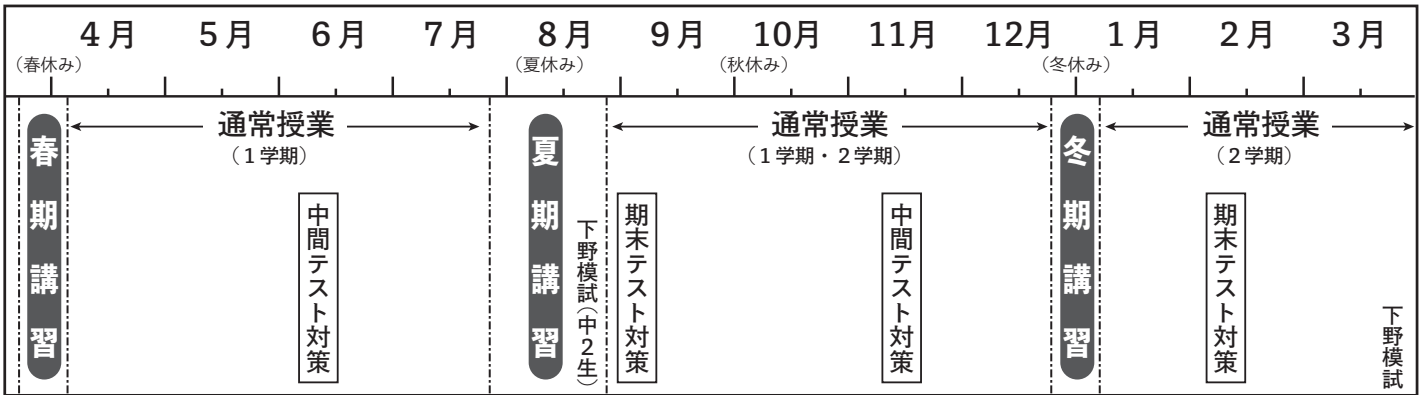 4月 5月 6月 7月 8月 9月 10月 11月 12月 1月 2月 3月
（春休み） （夏休み） （秋休み） （冬休み）
通常授業 通常授業 通常授業
（1学期） （1学期・2学期） （2学期）
春期講習
中間テスト対策
夏期講習
下野模試（中2生）
期末テスト対策
中間テスト対策
冬期講習
期末テスト対策
下野模試